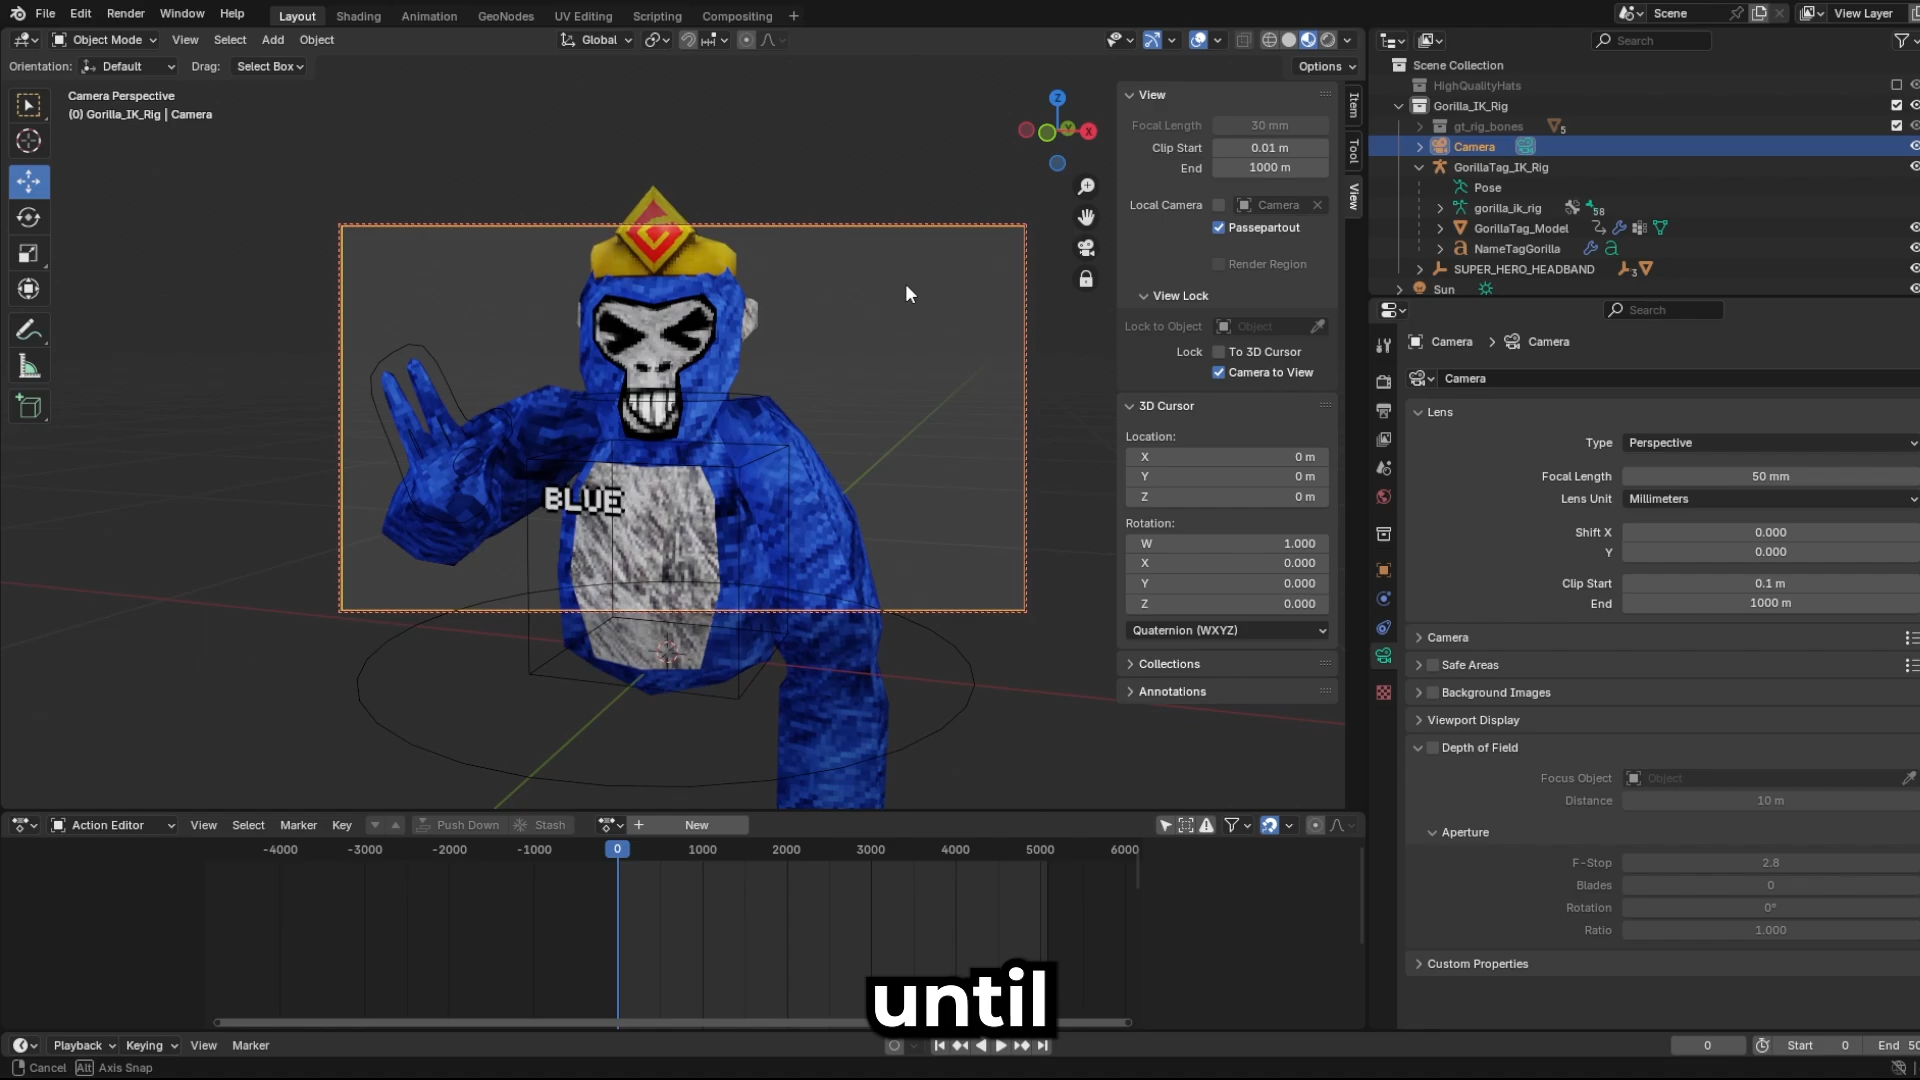 File Edit Render Window Help Layout Shading Animation GeoNodes UV Editing Scripting Compositing + Scene View Layer
Object Mode View Select Add Object Global Search
Orientation: Default Drag: Select Box Options
Camera Perspective
(0) Gorilla_IK_Rig | Camera
Z
Y
X
BLUE
View
Focal Length 30 mm
Clip Start 0.01 m
End 1000 m
Local Camera Camera
Passepartout
Render Region
View Lock
Lock to Object Object
Lock To 3D Cursor
Camera to View
3D Cursor
Location:
X 0 m
Y 0 m
Z 0 m
Rotation:
W 1.000
X 0.000
Y 0.000
Z 0.000
Quaternion (WXYZ)
Collections
Annotations
Item
Tool
View
Scene Collection
HighQualityHats
Gorilla_IK_Rig
gt_rig_bones 5
Camera
GorillaTag_IK_Rig
Pose
gorilla_ik_rig 58
GorillaTag_Model
NameTagGorilla
SUPER_HERO_HEADBAND 3
Sun
Search
Camera Camera
Camera
Lens
Type Perspective
Focal Length 50 mm
Lens Unit Millimeters
Shift X 0.000
Y 0.000
Clip Start 0.1 m
End 1000 m
Camera
Safe Areas
Background Images
Viewport Display
Depth of Field
Focus Object Object
Distance 10 m
Aperture
F-Stop 2.8
Blades 0
Rotation 0°
Ratio 1.000
Custom Properties
Action Editor View Select Marker Key Push Down Stash + New
-4000 -3000 -2000 -1000 0 1000 2000 3000 4000 5000 6000
until
Playback Keying View Marker 0 Start 0 End 50
Cancel Alt Axis Snap